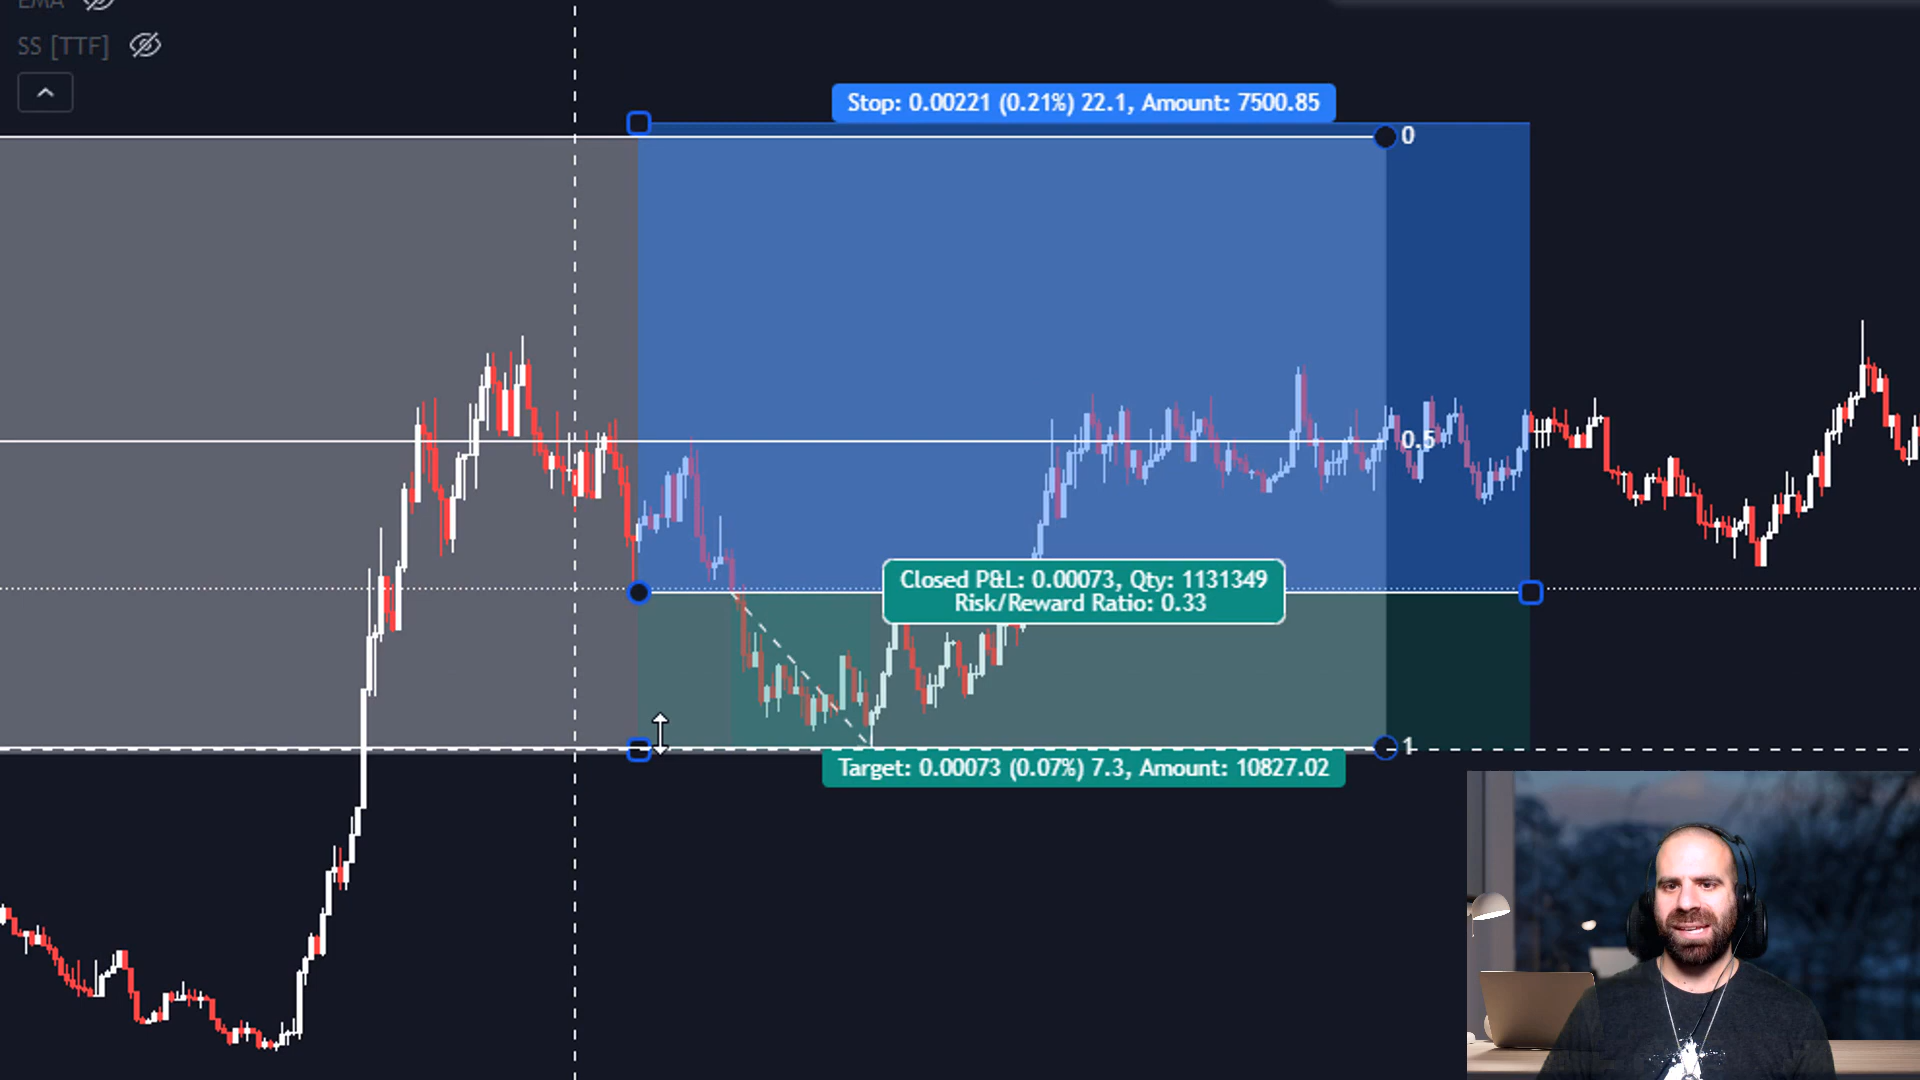 EMA
SS [TTF]
Stop: 0.00221 (0.21%) 22.1, Amount: 7500.85
0
0.5
Closed P&L: 0.00073, Qty: 1131349
Risk/Reward Ratio: 0.33
1
Target: 0.00073 (0.07%) 7.3, Amount: 10827.02